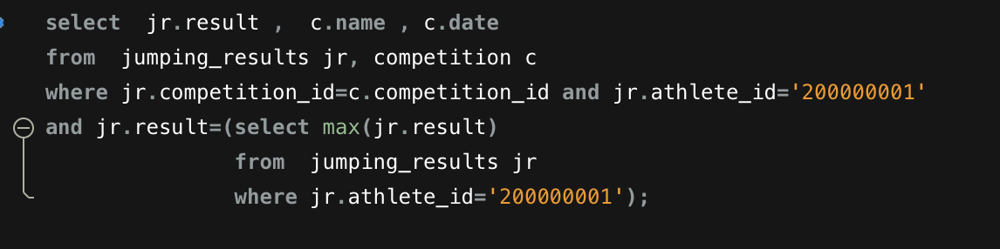 select  jr.result ,  c.name , c.date
from  jumping_results jr, competition c
where jr.competition_id=c.competition_id and jr.athlete_id='200000001'
and jr.result=(select max(jr.result)
from  jumping_results jr
where jr.athlete_id='200000001');